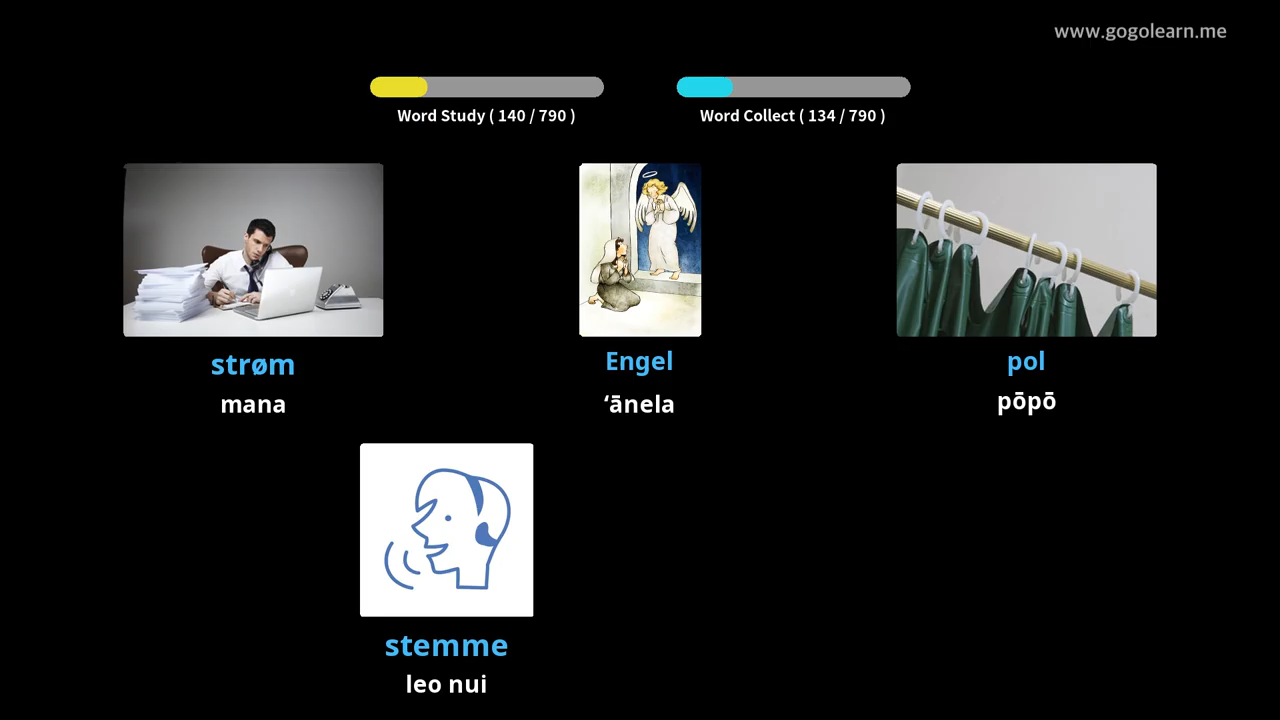 www.gogolearn.me
Word Study ( 140 / 790 )
Word Collect ( 134 / 790 )
strøm
mana
Engel
ʻānela
pol
pōpō
stemme
leo nui